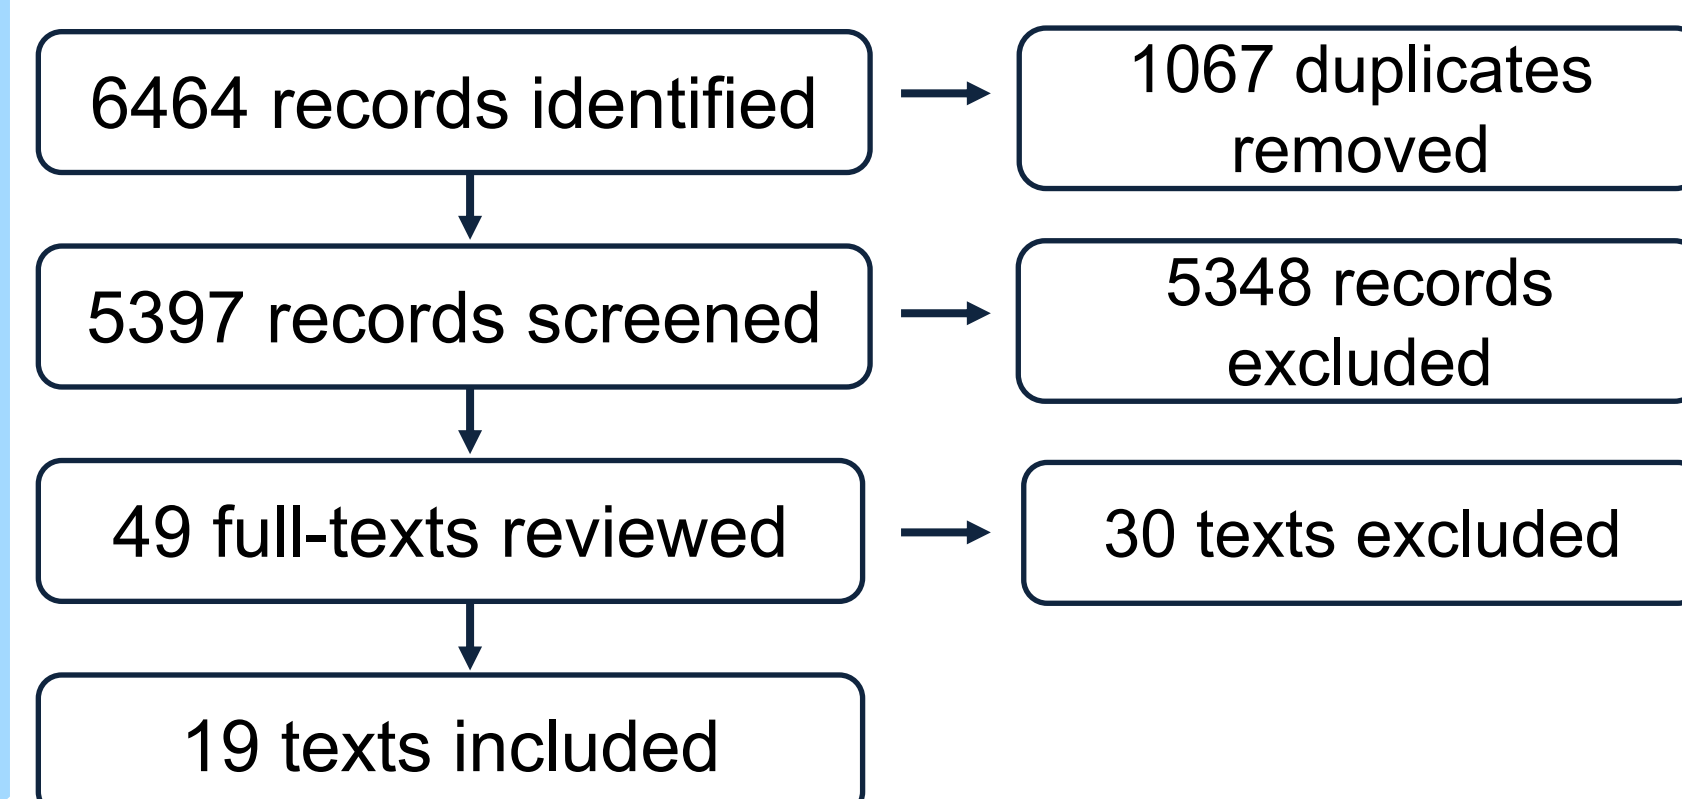 6464 records identified
1067 duplicates
removed
5397 records screened
5348 records
excluded
49 full-texts reviewed
30 texts excluded
19 texts included